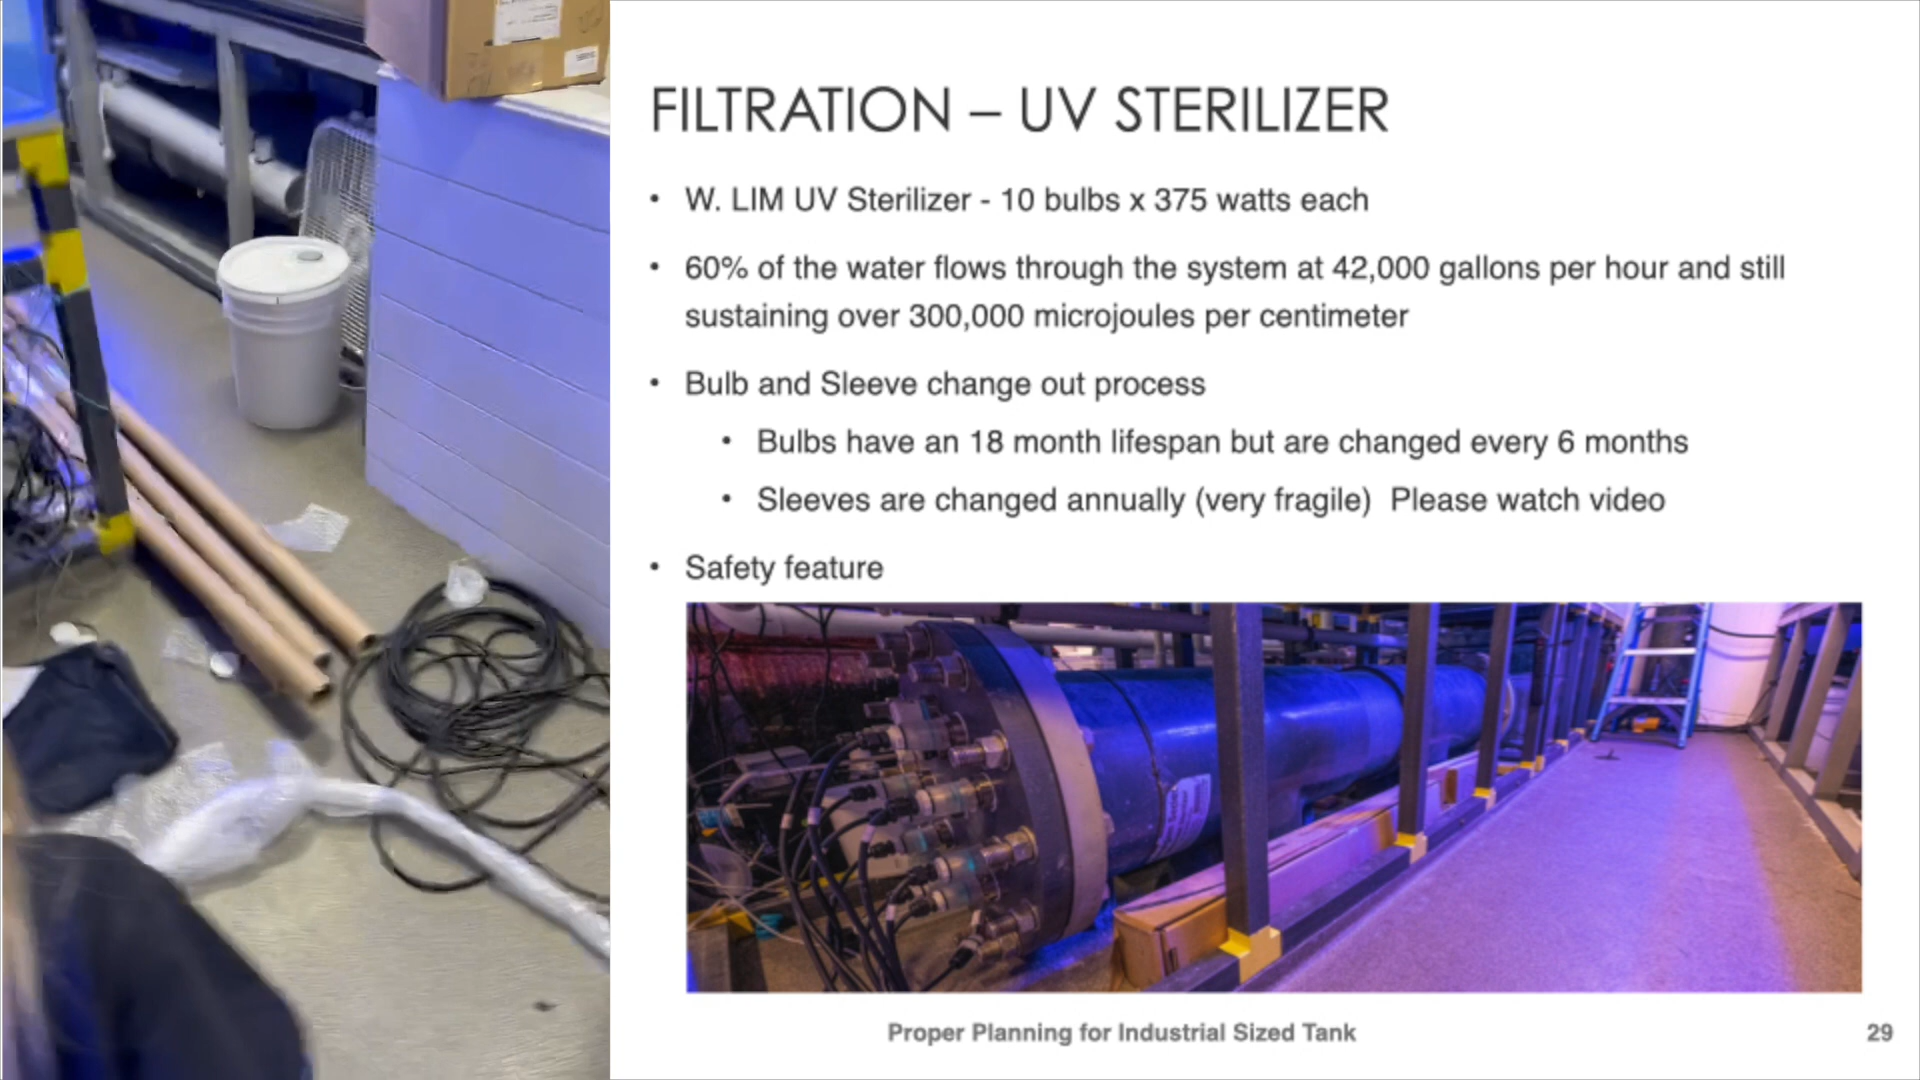 FILTRATION – UV STERILIZER
• W. LIM UV Sterilizer - 10 bulbs x 375 watts each
• 60% of the water flows through the system at 42,000 gallons per hour and still
sustaining over 300,000 microjoules per centimeter
• Bulb and Sleeve change out process
• Bulbs have an 18 month lifespan but are changed every 6 months
• Sleeves are changed annually (very fragile)  Please watch video
• Safety feature
Proper Planning for Industrial Sized Tank
29